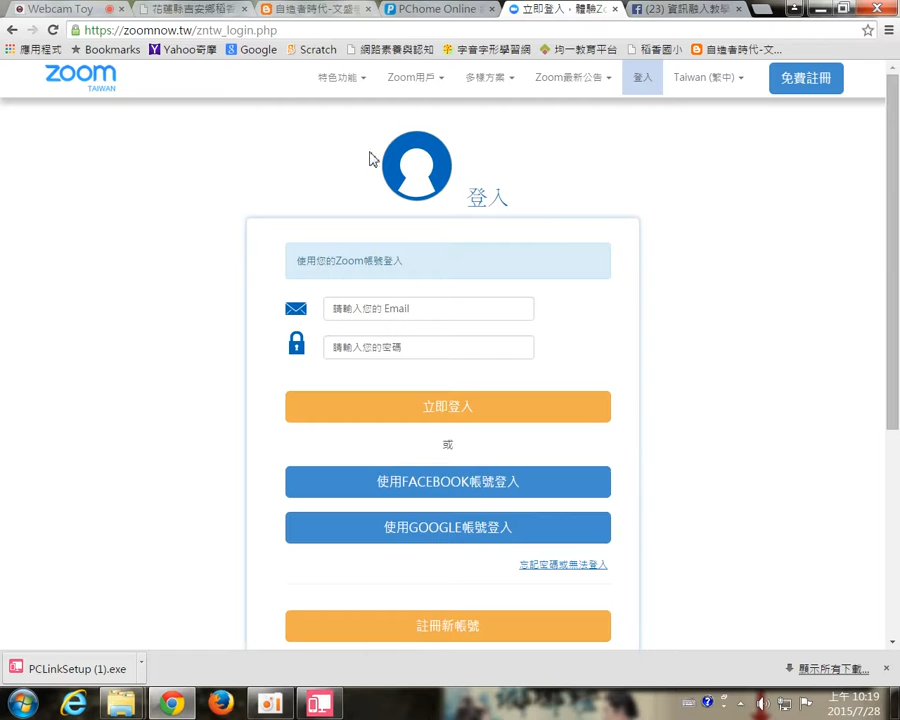 Webcam Toy
花蓮縣吉安鄉稻香
自造者時代-文盛
PChome Online
立即登入，體驗Zo
(23) 資訊融入教學
https://zoomnow.tw/zntw_login.php
應用程式
Bookmarks
Yahoo奇摩
Google
Scratch
網路素養與認知
字音字形學習網
均一教育平台
稻香國小
自造者時代-文...
zoom
TAIWAN
特色功能
Zoom用戶
多樣方案
Zoom最新公告
登入
Taiwan (繁中)
免費註冊
登入
使用您的Zoom帳號登入
請輸入您的 Email
請輸入您的密碼
立即登入
或
使用FACEBOOK帳號登入
使用GOOGLE帳號登入
忘記密碼或無法登入
註冊新帳號
PCLinkSetup (1).exe
顯示所有下載...
上午 10:19
2015/7/28